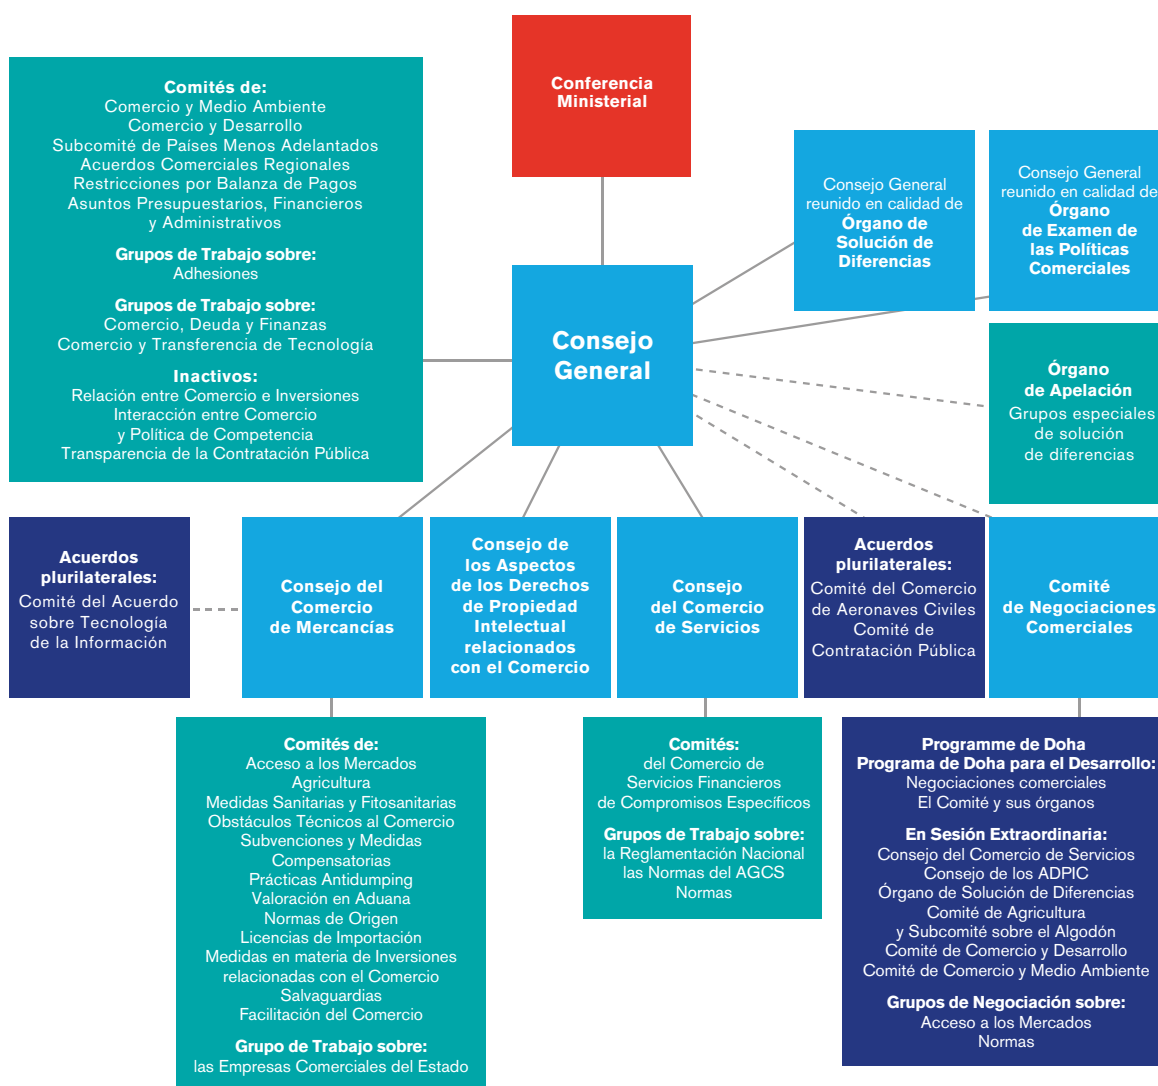 Conferencia
Ministerial
Comités de:
Comercio y Medio Ambiente
Comercio y Desarrollo
Subcomité de Países Menos Adelantados
Acuerdos Comerciales Regionales
Restricciones por Balanza de Pagos
Asuntos Presupuestarios, Financieros
y Administrativos
Grupos de Trabajo sobre:
Adhesiones
Grupos de Trabajo sobre:
Comercio, Deuda y Finanzas
Comercio y Transferencia de Tecnología
Inactivos:
Relación entre Comercio e Inversiones
Interacción entre Comercio
y Política de Competencia
Transparencia de la Contratación Pública
Consejo General
reunido en calidad de
Órgano de
Solución de
Diferencias
Consejo General
reunido en calidad de
Órgano
de Examen de
las Políticas
Comerciales
Consejo
General
Órgano
de Apelación
Grupos especiales
de solución
de diferencias
Acuerdos
plurilaterales:
Comité del Acuerdo
sobre Tecnología
de la Información
Consejo del
Comercio
de Mercancías
Consejo de
los Aspectos
de los Derechos
de Propiedad
Intelectual
relacionados
con el Comercio
Consejo
del Comercio
de Servicios
Acuerdos
plurilaterales:
Comité del Comercio
de Aeronaves Civiles
Comité de
Contratación Pública
Comité
de Negociaciones
Comerciales
Comités de:
Acceso a los Mercados
Agricultura
Medidas Sanitarias y Fitosanitarias
Obstáculos Técnicos al Comercio
Subvenciones y Medidas
Compensatorias
Prácticas Antidumping
Valoración en Aduana
Normas de Origen
Licencias de Importación
Medidas en materia de Inversiones
relacionadas con el Comercio
Salvaguardias
Facilitación del Comercio
Grupo de Trabajo sobre:
las Empresas Comerciales del Estado
Comités:
del Comercio de
Servicios Financieros
de Compromisos Específicos
Grupos de Trabajo sobre:
la Reglamentación Nacional
las Normas del AGCS
Normas
Programme de Doha
Programa de Doha para el Desarrollo:
Negociaciones comerciales
El Comité y sus órganos
En Sesión Extraordinaria:
Consejo del Comercio de Servicios
Consejo de los ADPIC
Órgano de Solución de Diferencias
Comité de Agricultura
y Subcomité sobre el Algodón
Comité de Comercio y Desarrollo
Comité de Comercio y Medio Ambiente
Grupos de Negociación sobre:
Acceso a los Mercados
Normas